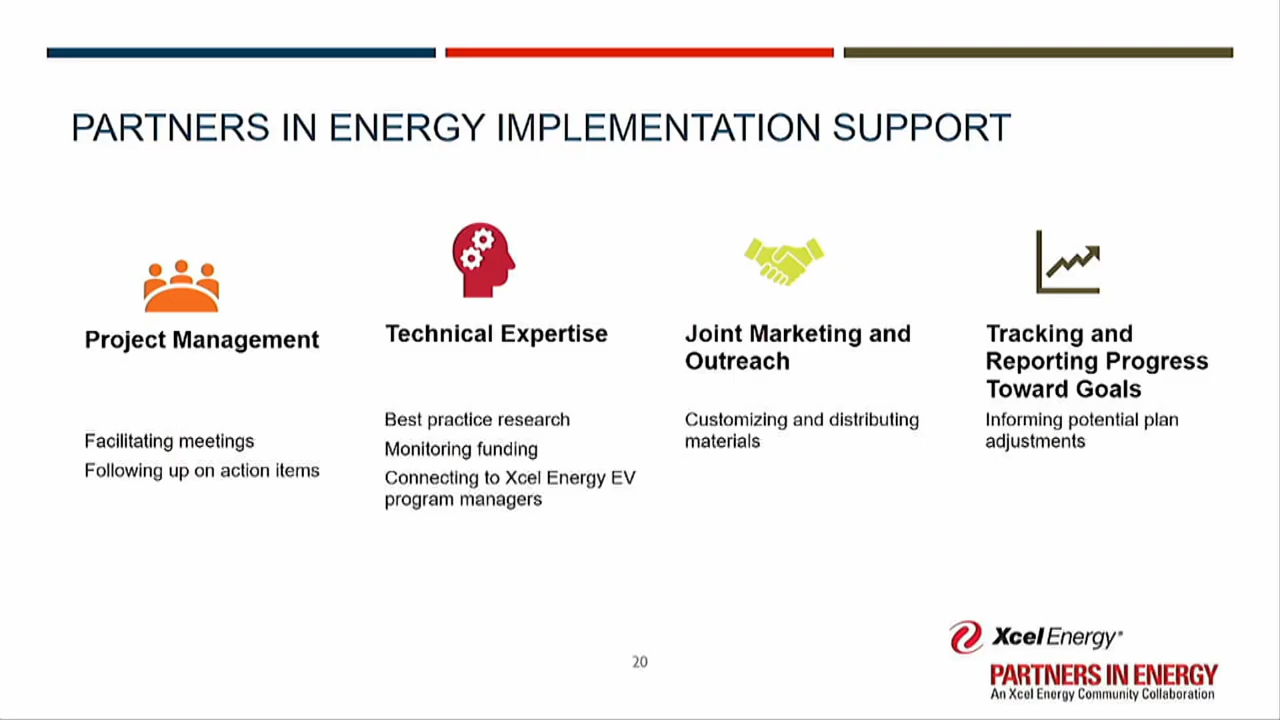 PARTNERS IN ENERGY IMPLEMENTATION SUPPORT
Project Management
Facilitating meetings
Following up on action items
Technical Expertise
Best practice research
Monitoring funding
Connecting to Xcel Energy EV
program managers
Joint Marketing and
Outreach
Customizing and distributing
materials
Tracking and
Reporting Progress
Toward Goals
Informing potential plan
adjustments
20
Xcel Energy®
PARTNERS IN ENERGY
An Xcel Energy Community Collaboration